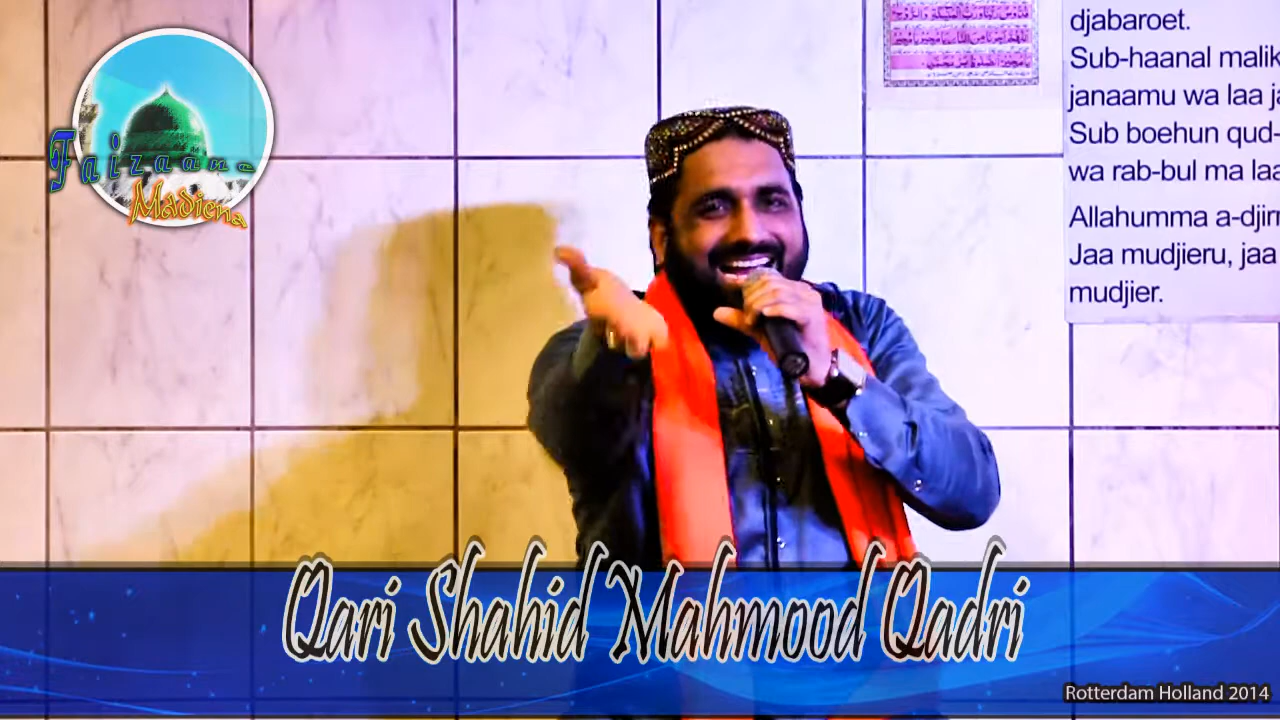 Faizaane
Madiena
djabaroet.
Sub-haanal malik
janaamu wa laa ja
Sub boehun qud-
wa rab-bul ma laa
Allahumma a-djirn
Jaa mudjieru, jaa
mudjier.
Qari Shahid Mahmood Qadri
Rotterdam Holland 2014